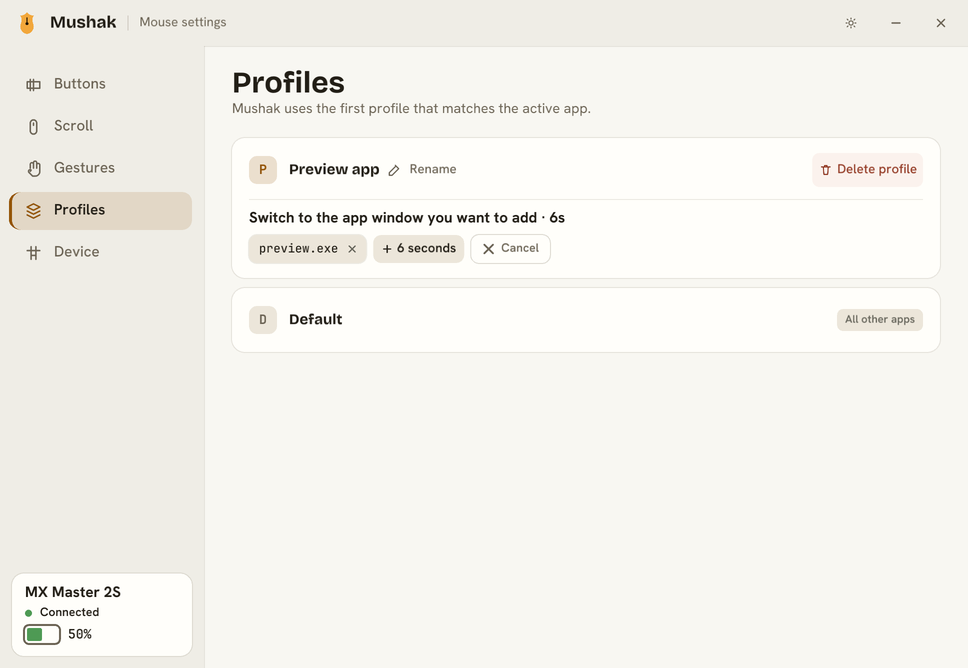 Mushak
Mouse settings
Buttons
Scroll
Gestures
Profiles
Device
MX Master 2S
Connected
50%
Profiles
Mushak uses the first profile that matches the active app.
P Preview app Rename Delete profile
Switch to the app window you want to add · 6s
preview.exe × + 6 seconds × Cancel
D Default All other apps